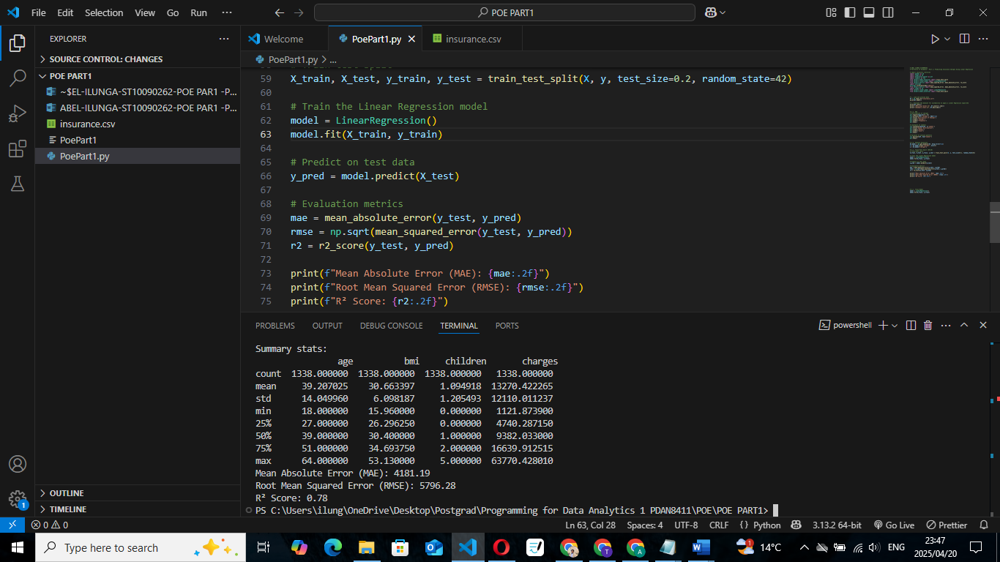 File Edit Selection View Go Run ···
POE PART1
EXPLORER ···
SOURCE CONTROL: CHANGES
POE PART1
~$EL-ILUNGA-ST10090262-POE PAR1 -P...
ABEL-ILUNGA-ST10090262-POE PAR1 -P...
insurance.csv
PoePart1
PoePart1.py
OUTLINE
TIMELINE
1
Welcome PoePart1.py insurance.csv ···
PoePart1.py > ...
59 X_train, X_test, y_train, y_test = train_test_split(X, y, test_size=0.2, random_state=42)
60
61 # Train the Linear Regression model
62 model = LinearRegression()
63 model.fit(X_train, y_train)
64
65 # Predict on test data
66 y_pred = model.predict(X_test)
67
68 # Evaluation metrics
69 mae = mean_absolute_error(y_test, y_pred)
70 rmse = np.sqrt(mean_squared_error(y_test, y_pred))
71 r2 = r2_score(y_test, y_pred)
72
73 print(f"Mean Absolute Error (MAE): {mae:.2f}")
74 print(f"Root Mean Squared Error (RMSE): {rmse:.2f}")
75 print(f"R² Score: {r2:.2f}")
PROBLEMS OUTPUT DEBUG CONSOLE TERMINAL PORTS powershell ···
Summary stats:
age bmi children charges
count 1338.000000 1338.000000 1338.000000 1338.000000
mean 39.207025 30.663397 1.094918 13270.422265
std 14.049960 6.098187 1.205493 12110.011237
min 18.000000 15.960000 0.000000 1121.873900
25% 27.000000 26.296250 0.000000 4740.287150
50% 39.000000 30.400000 1.000000 9382.033000
75% 51.000000 34.693750 2.000000 16639.912515
max 64.000000 53.130000 5.000000 63770.428010
Mean Absolute Error (MAE): 4181.19
Root Mean Squared Error (RMSE): 5796.28
R² Score: 0.78
PS C:\Users\ilung\OneDrive\Desktop\Postgrad\Programming for Data Analytics 1 PDAN8411\POE\POE PART1>
0 0 Ln 63, Col 28 Spaces: 4 UTF-8 CRLF {} Python 3.13.2 64-bit Go Live Prettier
Type here to search 1 14°C ENG 23:47
2025/04/20